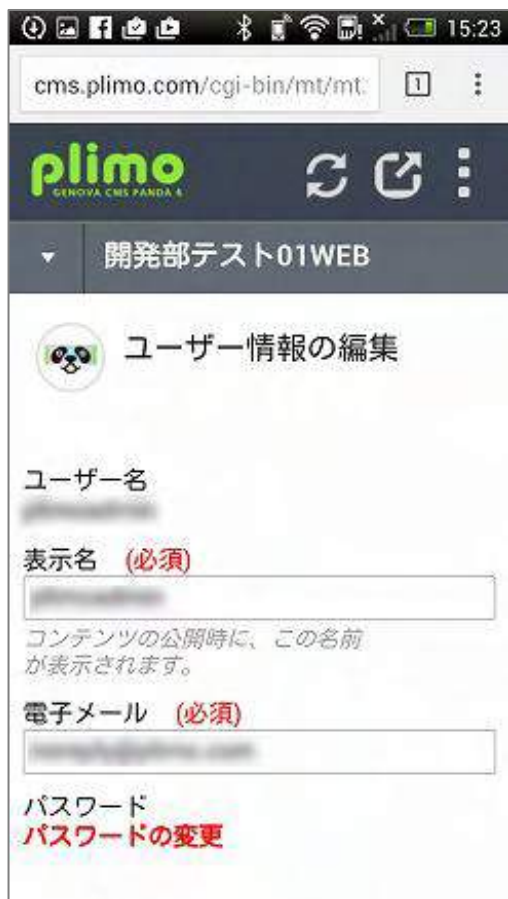 15:23
cms.plimo.com/cgi-bin/mt/mt.
1
plimo
GENOVA CMS PANDA 6
開発部テスト01WEB
ユーザー情報の編集
ユーザー名
表示名 (必須)
コンテンツの公開時に、この名前
が表示されます。
電子メール (必須)
パスワード
パスワードの変更